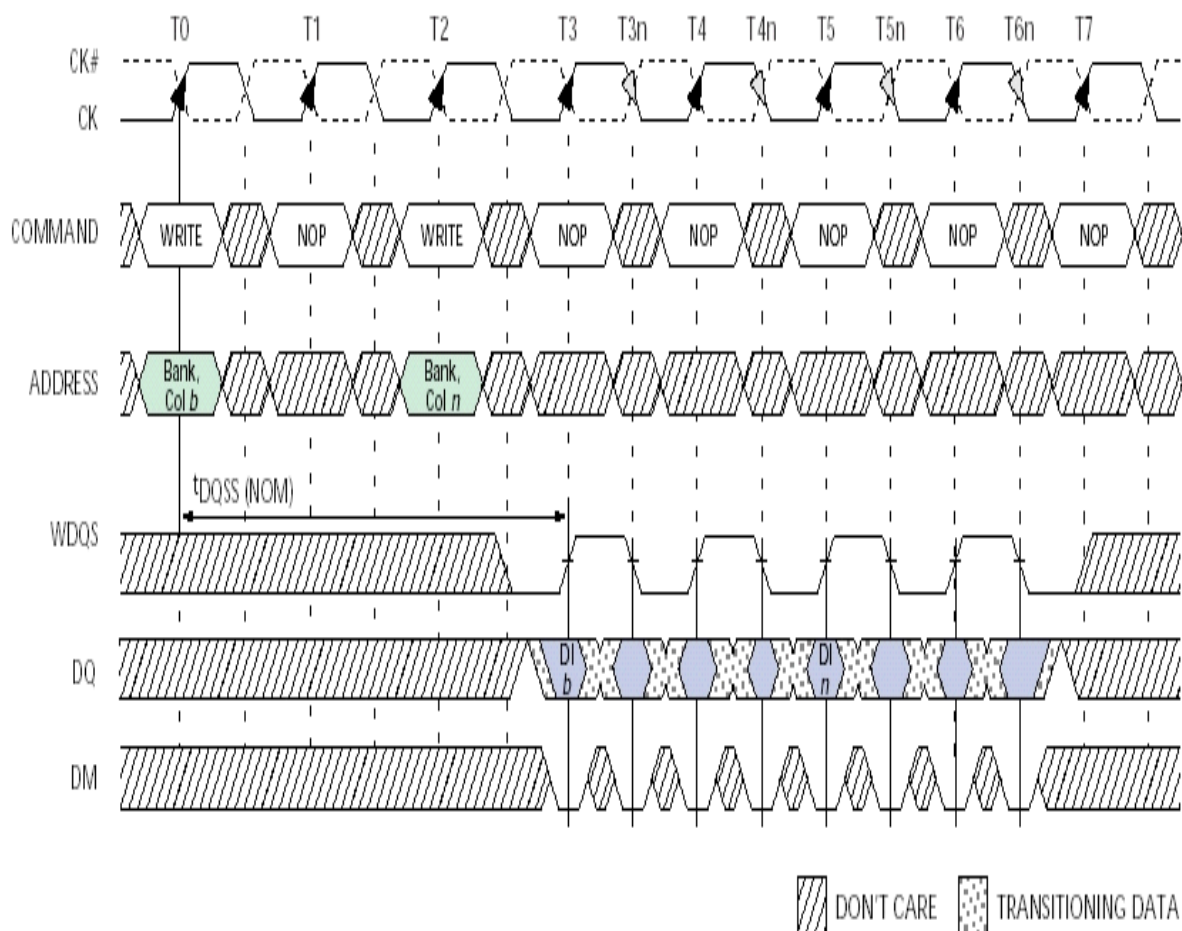 T0 T1 T2 T3 T3n T4 T4n T5 T5n T6 T6n T7
CK#
CK
COMMAND WRITE NOP WRITE NOP NOP NOP NOP NOP
ADDRESS Bank, Col b Bank, Col n
tDQSS (NOM)
WDQS
DQ DI b DI n
DM
DON'T CARE TRANSITIONING DATA